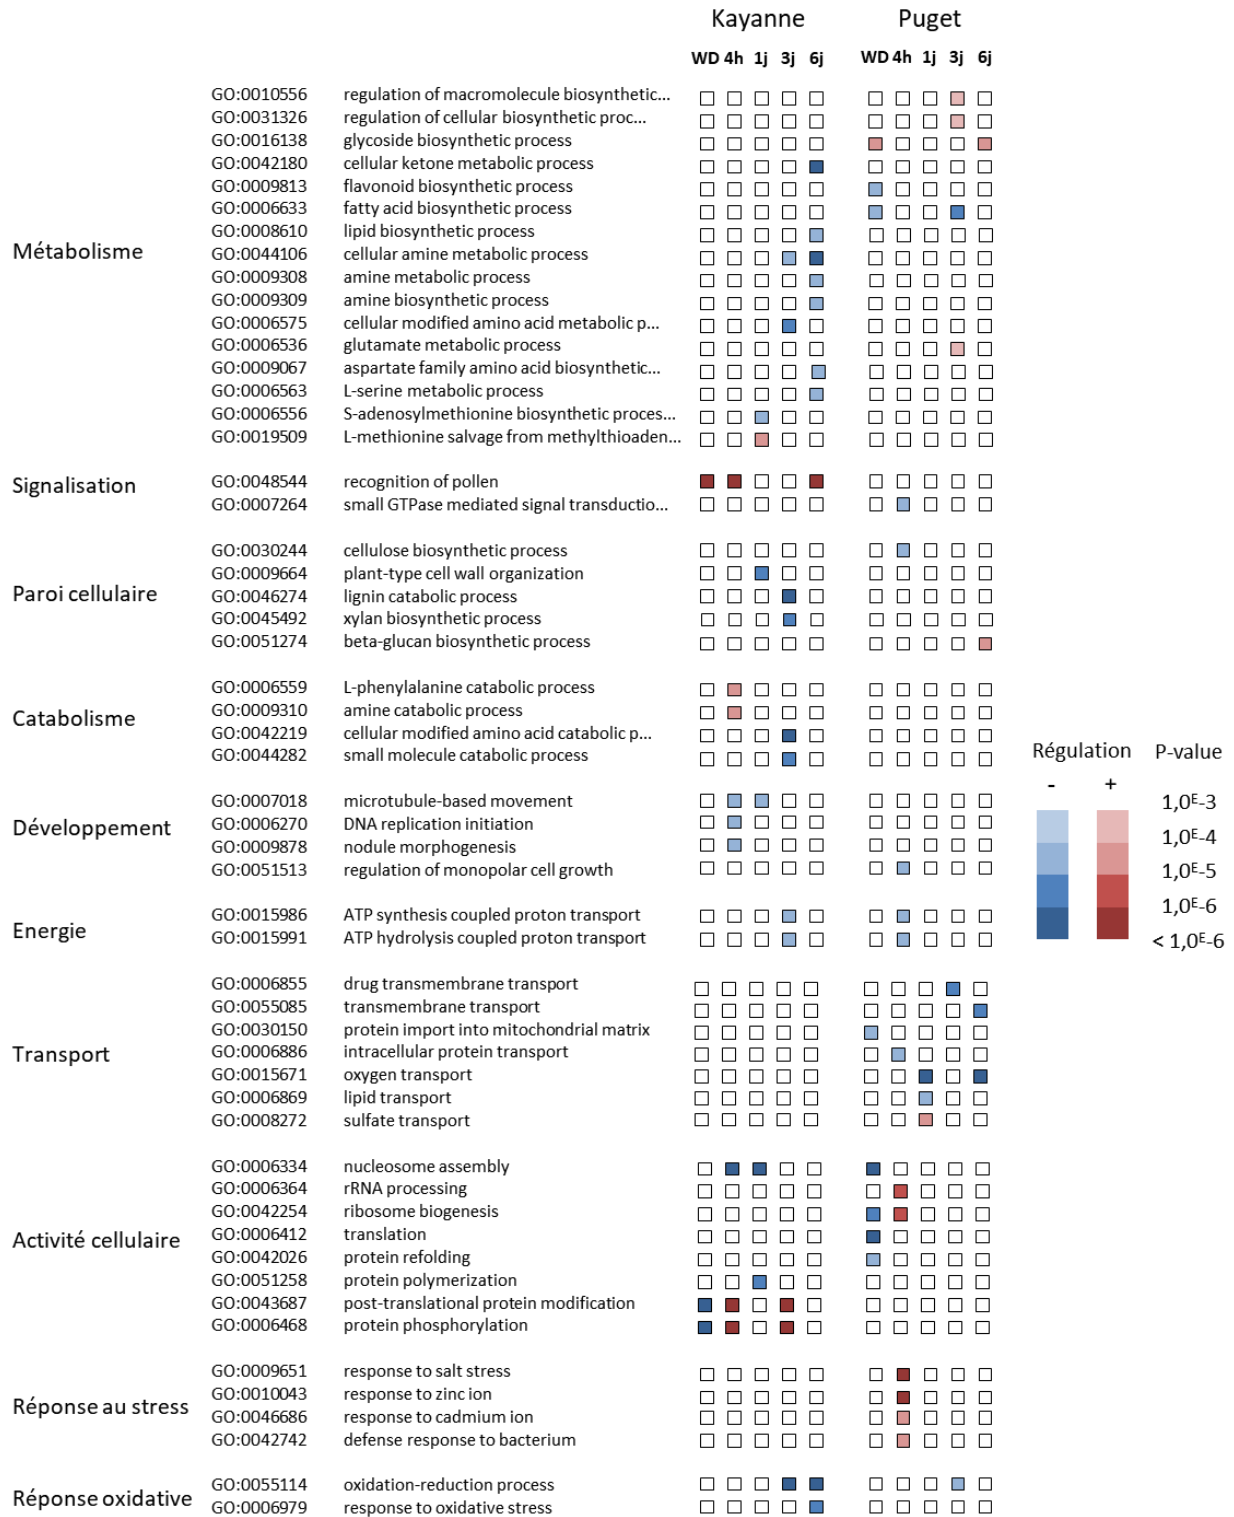 Kayanne Puget
WD 4h 1j 3j 6j WD 4h 1j 3j 6j
Métabolisme
GO:0010556 regulation of macromolecule biosynthetic...
GO:0031326 regulation of cellular biosynthetic proc...
GO:0016138 glycoside biosynthetic process
GO:0042180 cellular ketone metabolic process
GO:0009813 flavonoid biosynthetic process
GO:0006633 fatty acid biosynthetic process
GO:0008610 lipid biosynthetic process
GO:0044106 cellular amine metabolic process
GO:0009308 amine metabolic process
GO:0009309 amine biosynthetic process
GO:0006575 cellular modified amino acid metabolic p...
GO:0006536 glutamate metabolic process
GO:0009067 aspartate family amino acid biosynthetic...
GO:0006563 L-serine metabolic process
GO:0006556 S-adenosylmethionine biosynthetic proces...
GO:0019509 L-methionine salvage from methylthioaden...
Signalisation
GO:0048544 recognition of pollen
GO:0007264 small GTPase mediated signal transductio...
Paroi cellulaire
GO:0030244 cellulose biosynthetic process
GO:0009664 plant-type cell wall organization
GO:0046274 lignin catabolic process
GO:0045492 xylan biosynthetic process
GO:0051274 beta-glucan biosynthetic process
Catabolisme
GO:0006559 L-phenylalanine catabolic process
GO:0009310 amine catabolic process
GO:0042219 cellular modified amino acid catabolic p...
GO:0044282 small molecule catabolic process
Développement
GO:0007018 microtubule-based movement
GO:0006270 DNA replication initiation
GO:0009878 nodule morphogenesis
GO:0051513 regulation of monopolar cell growth
Energie
GO:0015986 ATP synthesis coupled proton transport
GO:0015991 ATP hydrolysis coupled proton transport
Transport
GO:0006855 drug transmembrane transport
GO:0055085 transmembrane transport
GO:0030150 protein import into mitochondrial matrix
GO:0006886 intracellular protein transport
GO:0015671 oxygen transport
GO:0006869 lipid transport
GO:0008272 sulfate transport
Activité cellulaire
GO:0006334 nucleosome assembly
GO:0006364 rRNA processing
GO:0042254 ribosome biogenesis
GO:0006412 translation
GO:0042026 protein refolding
GO:0051258 protein polymerization
GO:0043687 post-translational protein modification
GO:0006468 protein phosphorylation
Réponse au stress
GO:0009651 response to salt stress
GO:0010043 response to zinc ion
GO:0046686 response to cadmium ion
GO:0042742 defense response to bacterium
Réponse oxidative
GO:0055114 oxidation-reduction process
GO:0006979 response to oxidative stress
Régulation P-value
- +
1,0ᴱ-3
1,0ᴱ-4
1,0ᴱ-5
1,0ᴱ-6
< 1,0ᴱ-6